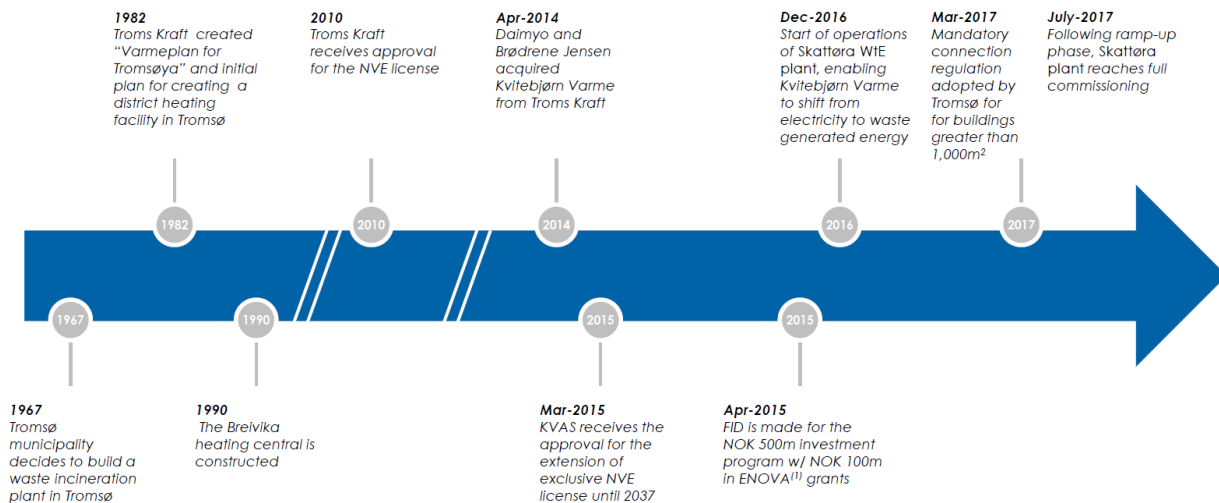 1982
Troms Kraft created
“Varmeplan for
Tromsøya” and initial
plan for creating a
district heating
facility in Tromsø
2010
Troms Kraft
receives approval
for the NVE license
Apr-2014
Daimyo and
Brødrene Jensen
acquired
Kvitebjørn Varme
from Troms Kraft
Dec-2016
Start of operations
of Skattøra WtE
plant, enabling
Kvitebjørn Varme
to shift from
electricity to waste
generated energy
Mar-2017
Mandatory
connection
regulation
adopted by
Tromsø for
for buildings
greater than
1,000m²
July-2017
Following ramp-up
phase, Skattøra
plant reaches full
commissioning
1982
2010
2014
2016
2017
1967
1990
2015
2015
1967
Tromsø
municipality
decides to build a
waste incineration
plant in Tromsø
1990
The Breivika
heating central is
constructed
Mar-2015
KVAS receives the
approval for the
extension of
exclusive NVE
license until 2037
Apr-2015
FID is made for the
NOK 500m investment
program w/ NOK 100m
in ENOVA⁽¹⁾ grants